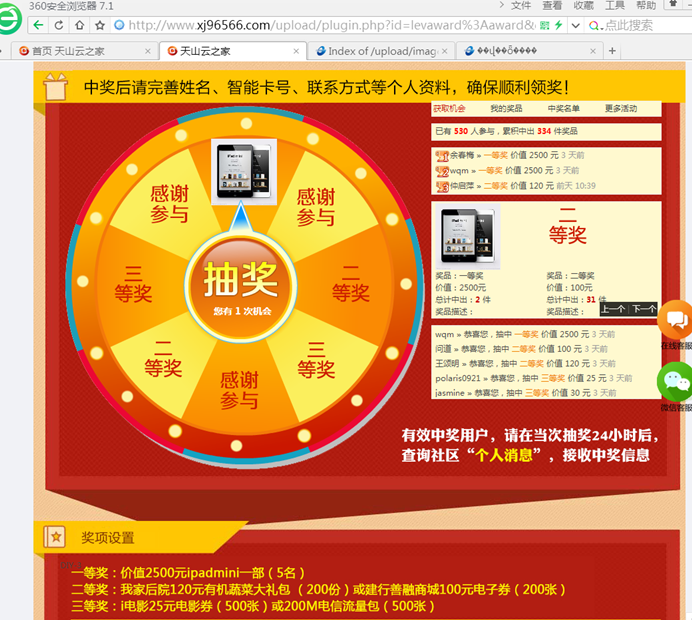 360安全浏览器 7.1
文件 查看 收藏 工具 帮助
http://www.xj96566.com/upload/plugin.php?id=levaward%3Aaward& 点此搜索
首页 天山云之家
天山云之家
Index of /upload/imag
中奖后请完善姓名、智能卡号、联系方式等个人资料，确保顺利领奖！
获取机会 我的奖品 中奖名单 更多活动
已有 530 人参与，累积中出 334 件奖品
余春梅 » 一等奖 价值 2500 元 3 天前
wqm » 一等奖 价值 2500 元 3 天前
仲启萍 » 二等奖 价值 120 元 前天 10:39
感谢
参与
感谢
参与
三
等奖
二
等奖
二
等奖
三
等奖
感谢
参与
抽奖
您有 1 次机会
二
等奖
奖品：一等奖
价值：2500元
总计中出：2 件
奖品描述：
奖品：二等奖
价值：100元
总计中出：31 件
奖品描述：
上一个 下一个
wqm » 恭喜您，抽中 一等奖 价值 2500 元 3 天前
问道 » 恭喜您，抽中 二等奖 价值 100 元 3 天前
王颂明 » 恭喜您，抽中 二等奖 价值 120 元 3 天前
polaris0921 » 恭喜您，抽中 三等奖 价值 25 元 3 天前
jasmine » 恭喜您，抽中 三等奖 价值 30 元 3 天前
在线客服
微信客服
有效中奖用户，请在当次抽奖24小时后，
查询社区“个人消息”，接收中奖信息
奖项设置
一等奖：价值2500元ipadmini一部（5名）
二等奖：我家后院120元有机蔬菜大礼包 （200份）或建行善融商城100元电子券（200张）
三等奖：i电影25元电影券（500张）或200M电信流量包（500张）